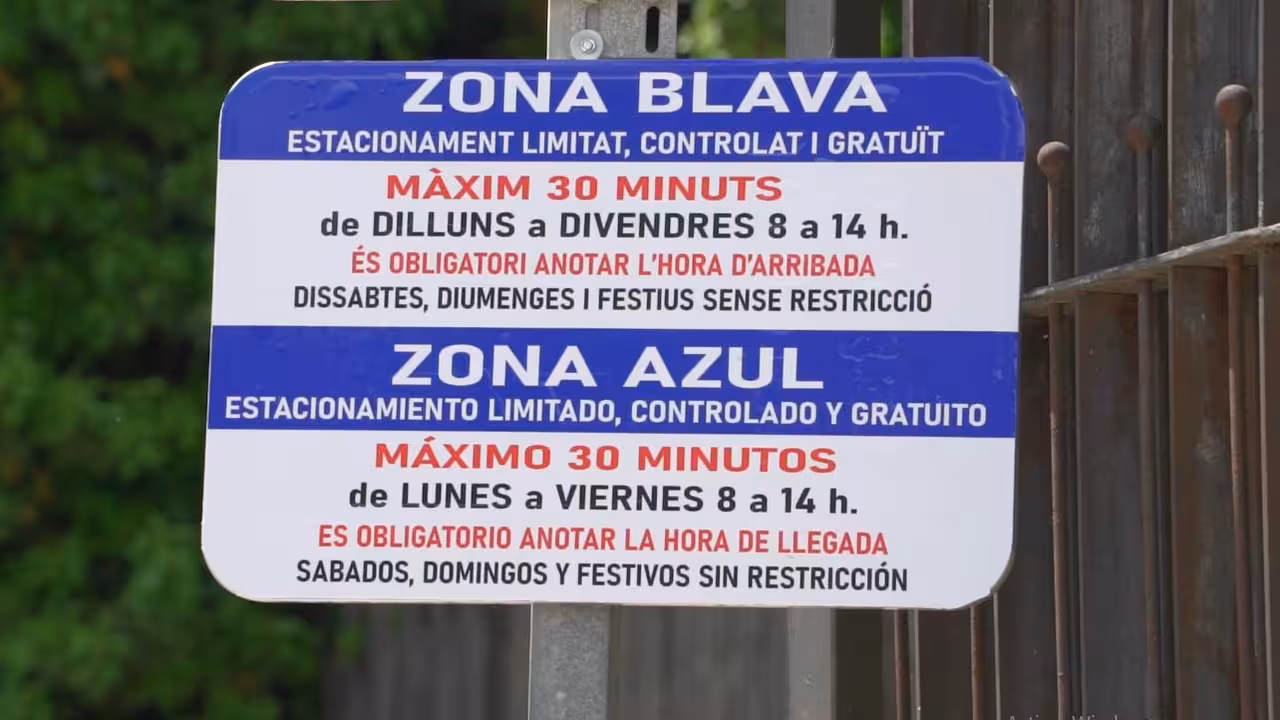 ZONA BLAVA
ESTACIONAMENT LIMITAT, CONTROLAT I GRATUÏT
MÀXIM 30 MINUTS
de DILLUNS a DIVENDRES 8 a 14 h.
ÉS OBLIGATORI ANOTAR L'HORA D'ARRIBADA
DISSABTES, DIUMENGES I FESTIUS SENSE RESTRICCIÓ
ZONA AZUL
ESTACIONAMIENTO LIMITADO, CONTROLADO Y GRATUITO
MÁXIMO 30 MINUTOS
de LUNES a VIERNES 8 a 14 h.
ES OBLIGATORIO ANOTAR LA HORA DE LLEGADA
SABADOS, DOMINGOS Y FESTIVOS SIN RESTRICCIÓN